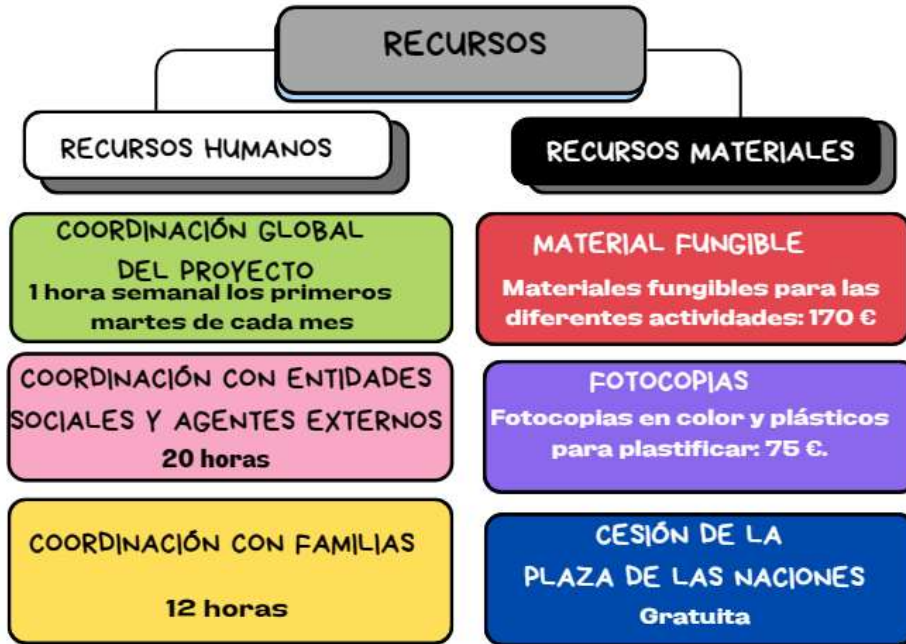 RECURSOS
RECURSOS HUMANOS
COORDINACIÓN GLOBAL
DEL PROYECTO
1 hora semanal los primeros
martes de cada mes
COORDINACIÓN CON ENTIDADES
SOCIALES Y AGENTES EXTERNOS
20 horas
COORDINACIÓN CON FAMILIAS
12 horas
RECURSOS MATERIALES
MATERIAL FUNGIBLE
Materiales fungibles para las
diferentes actividades: 170 €
FOTOCOPIAS
Fotocopias en color y plásticos
para plastificar: 75 €.
CESIÓN DE LA
PLAZA DE LAS NACIONES
Gratuita